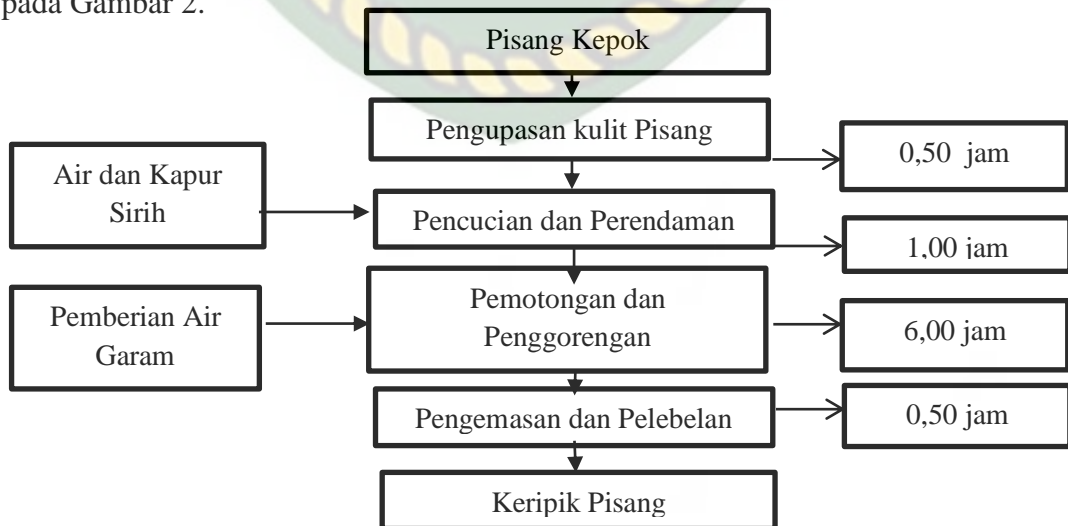 pada Gambar 2.
Pisang Kepok
Pengupasan kulit Pisang
0,50 jam
Air dan Kapur
Sirih
Pencucian dan Perendaman
1,00 jam
Pemberian Air
Garam
Pemotongan dan
Penggorengan
6,00 jam
Pengemasan dan Pelebelan
0,50 jam
Keripik Pisang